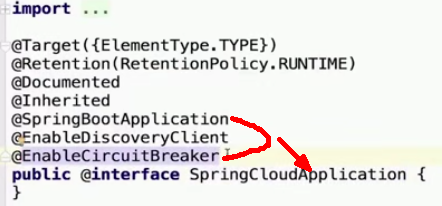 import ...
@Target({ElementType.TYPE})
@Retention(RetentionPolicy.RUNTIME)
@Documented
@Inherited
@SpringBootApplication
@EnableDiscoveryClient
@EnableCircuitBreaker
public @interface SpringCloudApplication {
}